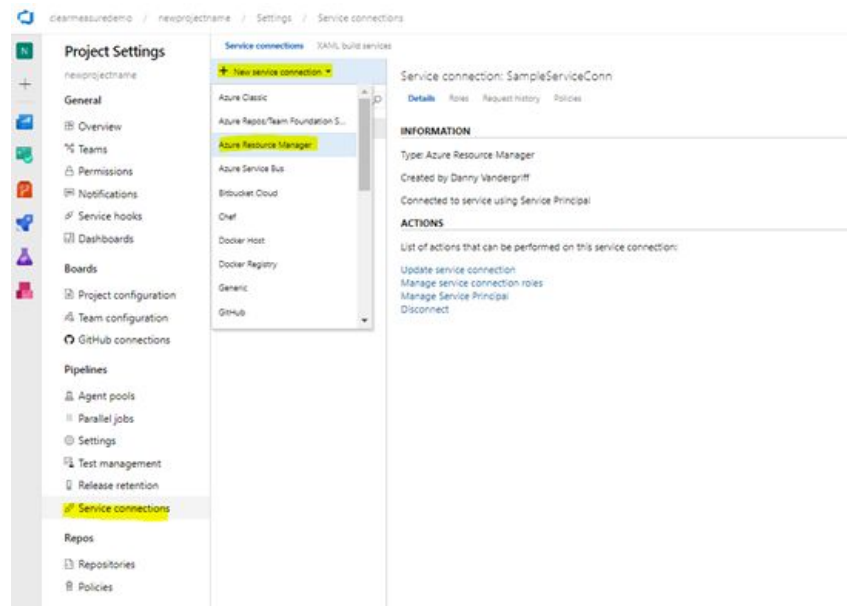 clearmeasuredemo / newprojectname / Settings / Service connections
N
Project Settings
newprojectname
General
Overview
Teams
Permissions
Notifications
Service hooks
Dashboards
Boards
Project configuration
Team configuration
GitHub connections
Pipelines
Agent pools
Parallel jobs
Settings
Test management
Release retention
Service connections
Repos
Repositories
Policies
Service connections XAML build services
+ New service connection
Azure Classic
Azure Repos/Team Foundation S...
Azure Resource Manager
Azure Service Bus
Bitbucket Cloud
Chef
Docker Host
Docker Registry
Generic
GitHub
Service connection: SampleServiceConn
Details Roles Request history Policies
INFORMATION
Type: Azure Resource Manager
Created by Danny Vandergriff
Connected to service using Service Principal
ACTIONS
List of actions that can be performed on this service connection:
Update service connection
Manage service connection roles
Manage Service Principal
Disconnect